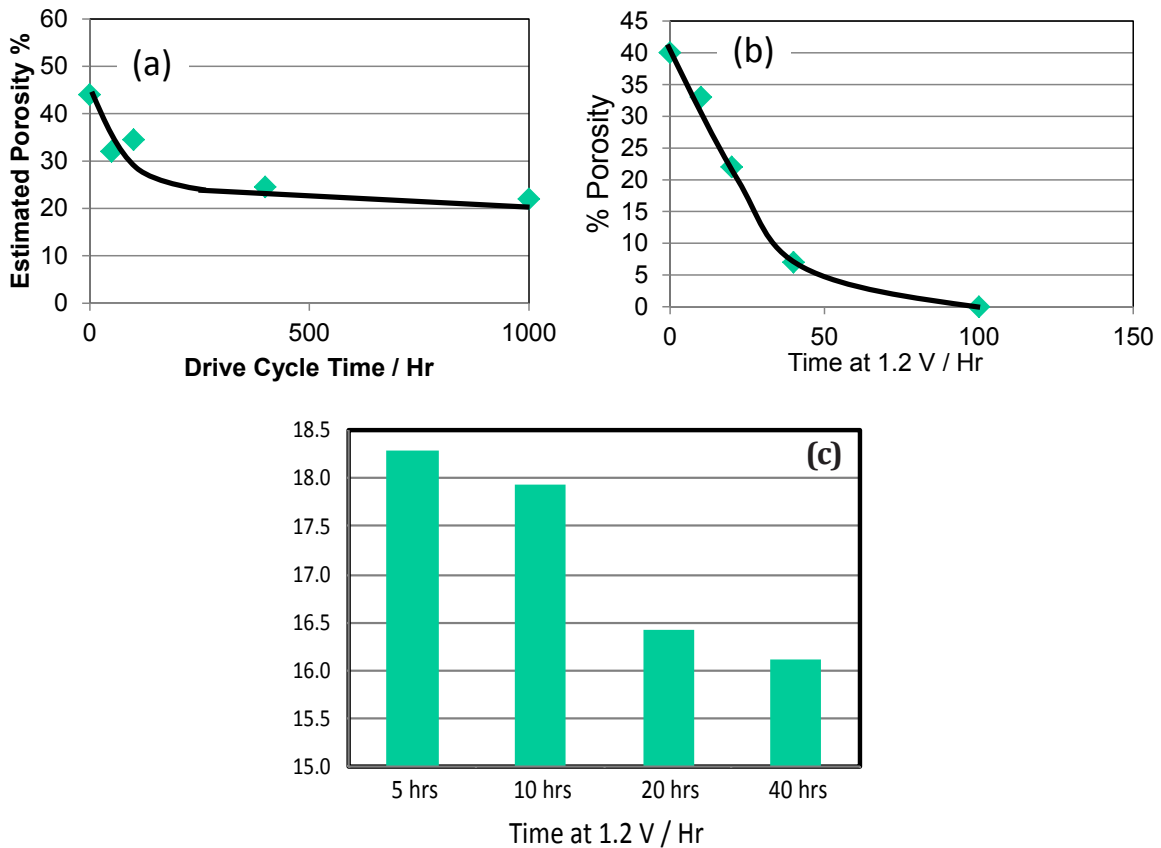 (a)
Estimated Porosity %
60
50
40
30
20
10
0
0 500 1000
Drive Cycle Time / Hr
(b)
% Porosity
45
40
35
30
25
20
15
10
5
0
0 50 100 150
Time at 1.2 V / Hr
(c)
18.5
18.0
17.5
17.0
16.5
16.0
15.5
15.0
5 hrs 10 hrs 20 hrs 40 hrs
Time at 1.2 V / Hr